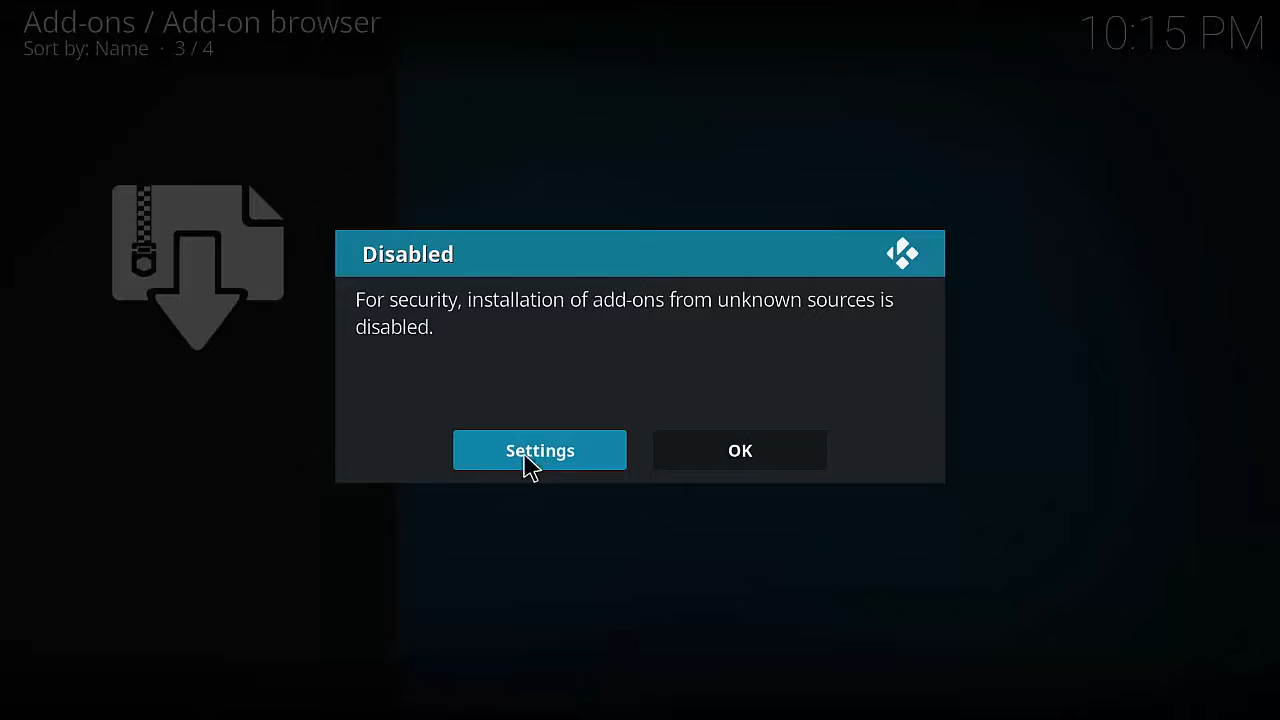 Add-ons / Add-on browser
Sort by: Name · 3 / 4
10:15 PM
Disabled
For security, installation of add-ons from unknown sources is
disabled.
Settings
OK